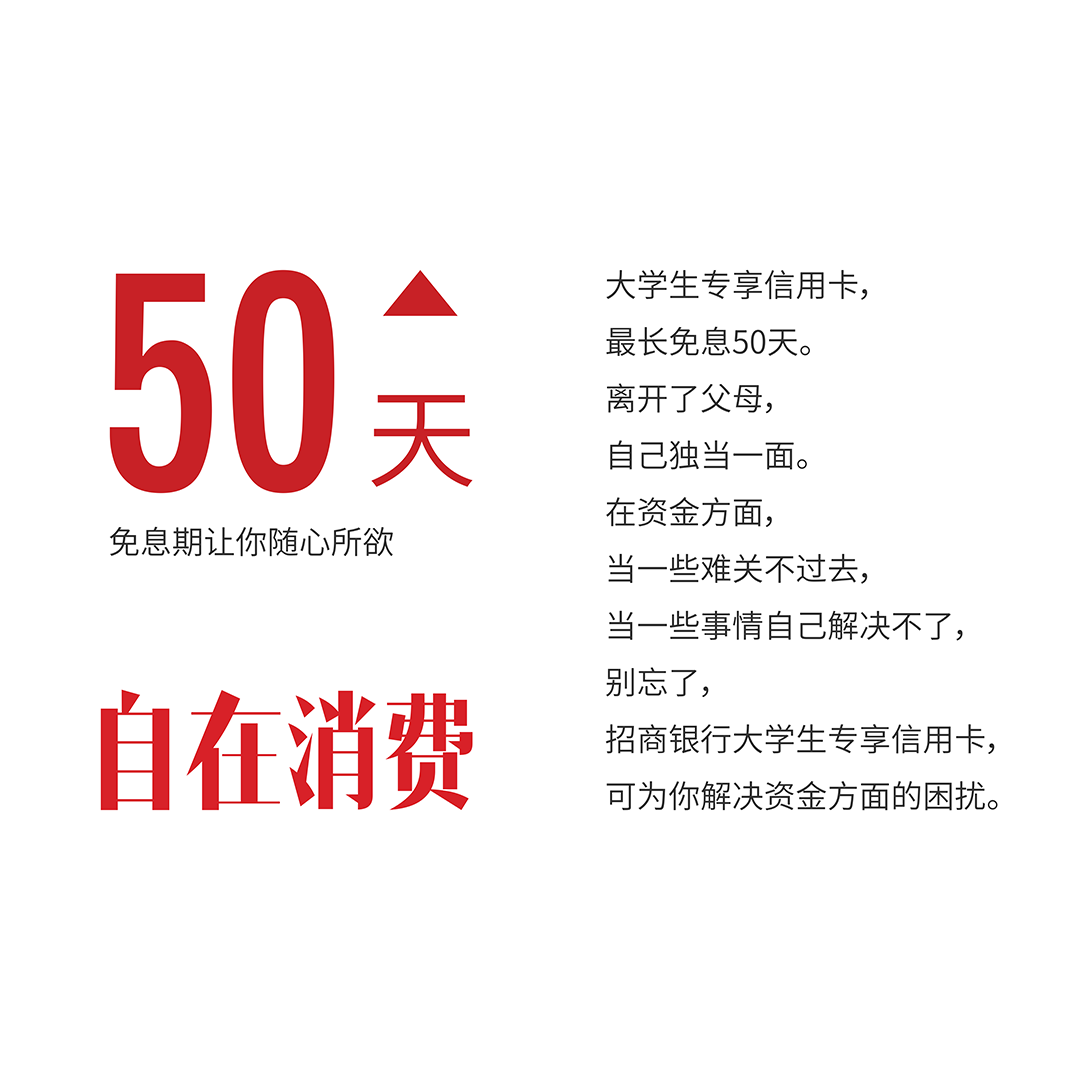 50天
免息期让你随心所欲
自在消费
大学生专享信用卡，
最长免息50天。
离开了父母，
自己独当一面。
在资金方面，
当一些难关不过去，
当一些事情自己解决不了，
别忘了，
招商银行大学生专享信用卡，
可为你解决资金方面的困扰。